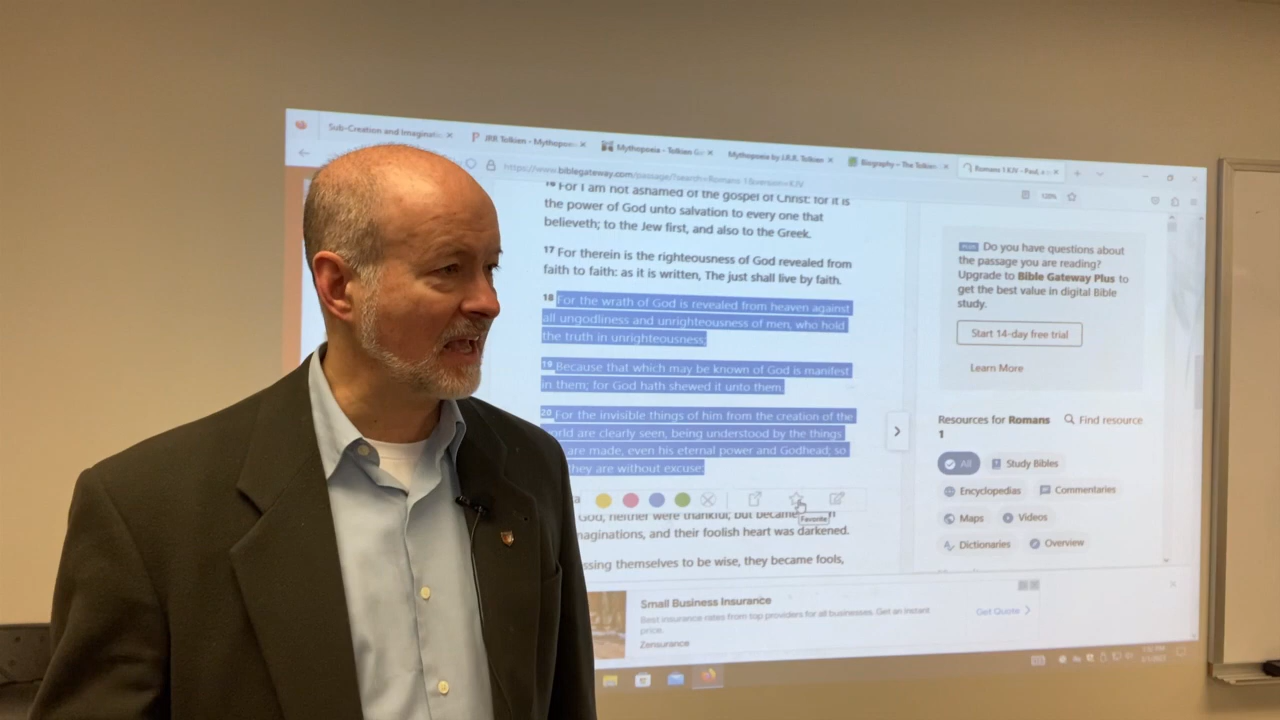 Sub-Creation and Imaginatio
JRR Tolkien - Mythopoei
Mythopoeia - Tolkien Ga
Mythopoeia by J.R.R. Tolkien
Biography - The Tolkien
Romans 1 KJV - Paul, a
https://www.biblegateway.com/passage/?search=Romans 1&version=KJV
120%
16 For I am not ashamed of the gospel of Christ: for it is
the power of God unto salvation to every one that
believeth; to the Jew first, and also to the Greek.
17 For therein is the righteousness of God revealed from
faith to faith: as it is written, The just shall live by faith.
18 For the wrath of God is revealed from heaven against
all ungodliness and unrighteousness of men, who hold
the truth in unrighteousness;
19 Because that which may be known of God is manifest
in them; for God hath shewed it unto them.
20 For the invisible things of him from the creation of the
world are clearly seen, being understood by the things
are made, even his eternal power and Godhead; so
they are without excuse:
Favorite
God, neither were thankful; but became
maginations, and their foolish heart was darkened.
ssing themselves to be wise, they became fools,
PLUS Do you have questions about
the passage you are reading?
Upgrade to Bible Gateway Plus to
get the best value in digital Bible
study.
Start 14-day free trial
Learn More
Resources for Romans
1
Find resource
All
Study Bibles
Encyclopedias
Commentaries
Maps
Videos
Dictionaries
Overview
Small Business Insurance
Best insurance rates from top providers for all businesses. Get an instant
price.
Zensurance
Get Quote